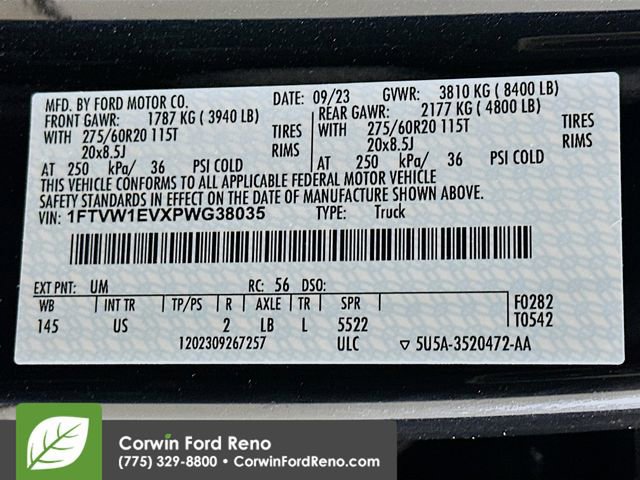 MFD. BY FORD MOTOR CO. DATE: 09/23 GVWR: 3810 KG ( 8400 LB)
FRONT GAWR: 1787 KG ( 3940 LB) REAR GAWR: 2177 KG ( 4800 LB)
WITH 275/60R20 115T TIRES WITH 275/60R20 115T TIRES
20x8.5J RIMS 20x8.5J RIMS
AT 250 kPa/ 36 PSI COLD AT 250 kPa/ 36 PSI COLD
THIS VEHICLE CONFORMS TO ALL APPLICABLE FEDERAL MOTOR VEHICLE
SAFETY STANDARDS IN EFFECT ON THE DATE OF MANUFACTURE SHOWN ABOVE.
VIN: 1FTVW1EVXPWG38035 TYPE: Truck
EXT PNT: UM RC: 56 DSO:
WB INT TR TP/PS R AXLE TR SPR F0282
145 US 2 LB L 5522 T0542
1202309267257 ULC ▽ 5U5A-3520472-AA
Corwin Ford Reno
(775) 329-8800 • CorwinFordReno.com